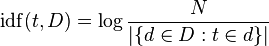 idf(t, D) = log N / |{d ∈ D : t ∈ d}|